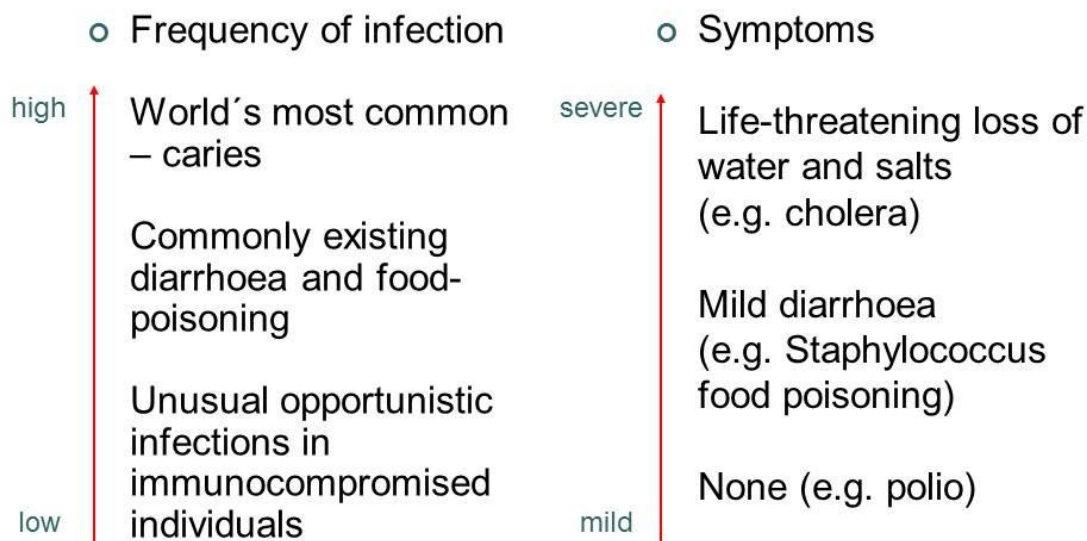 Frequency of infection
high
World´s most common
– caries
Commonly existing
diarrhoea and food-
poisoning
Unusual opportunistic
infections in
immunocompromised
individuals
low
Symptoms
severe
Life-threatening loss of
water and salts
(e.g. cholera)
Mild diarrhoea
(e.g. Staphylococcus
food poisoning)
None (e.g. polio)
mild